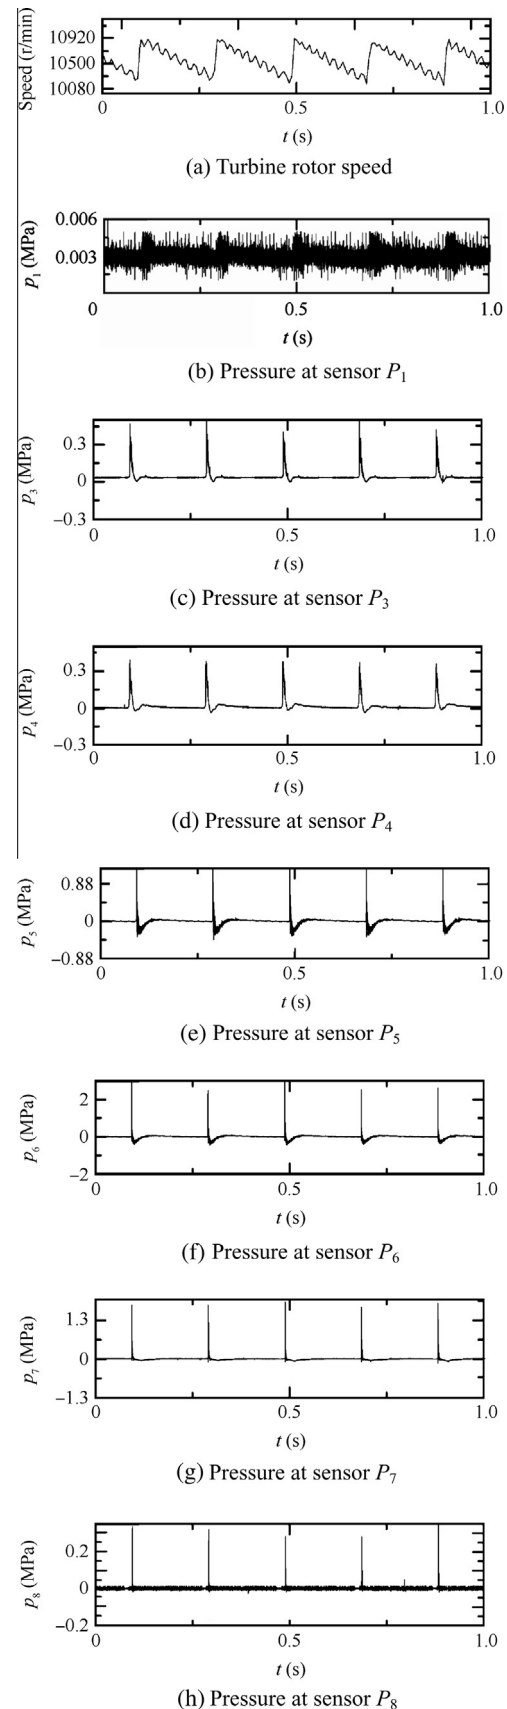 Speed (r/min)
10920
10500
10080
0
0.5
1.0
t (s)
(a) Turbine rotor speed
p1 (MPa)
0.006
0.003
0
0.5
1.0
t (s)
(b) Pressure at sensor P1
p3 (MPa)
0.3
0
−0.3
0
0.5
1.0
t (s)
(c) Pressure at sensor P3
p4 (MPa)
0.3
0
−0.3
0
0.5
1.0
t (s)
(d) Pressure at sensor P4
p5 (MPa)
0.88
0
−0.88
0
0.5
1.0
t (s)
(e) Pressure at sensor P5
p6 (MPa)
2
0
−2
0
0.5
1.0
t (s)
(f) Pressure at sensor P6
p7 (MPa)
1.3
0
−1.3
0
0.5
1.0
t (s)
(g) Pressure at sensor P7
p8 (MPa)
0.2
0
−0.2
0
0.5
1.0
t (s)
(h) Pressure at sensor P8